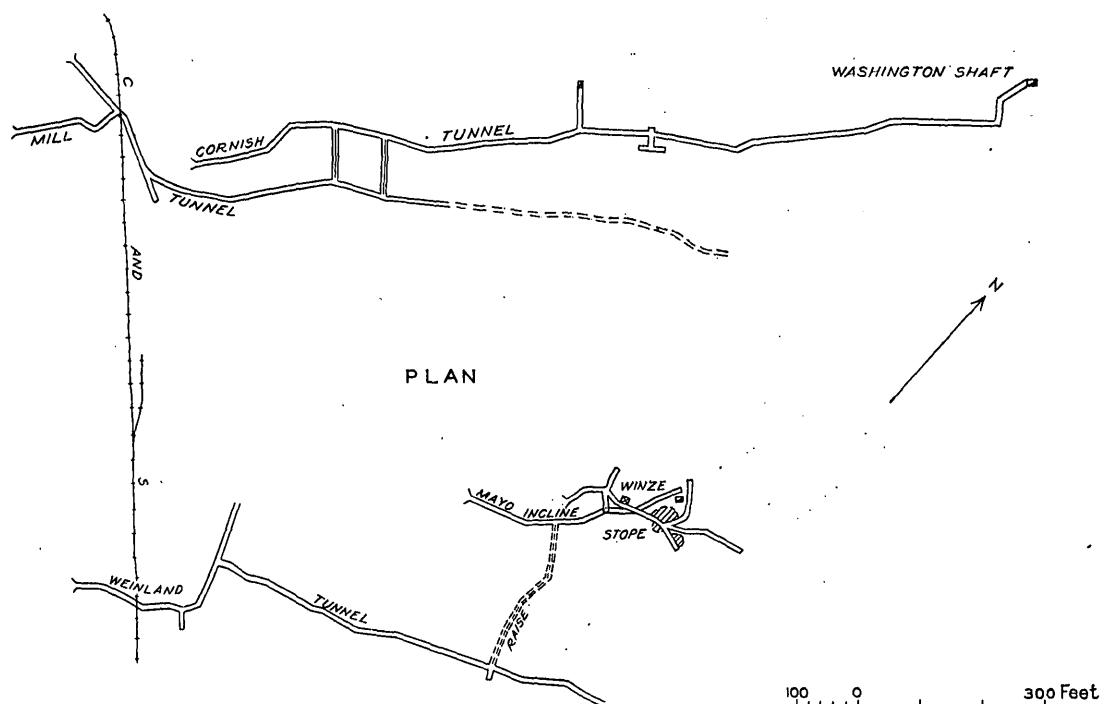 WASHINGTON SHAFT
C
MILL
CORNISH TUNNEL
TUNNEL
AND
N
PLAN
S
MAYO INCLINE
WINZE
STOPE
WEINLAND TUNNEL
RAISE
100 0 300 Feet